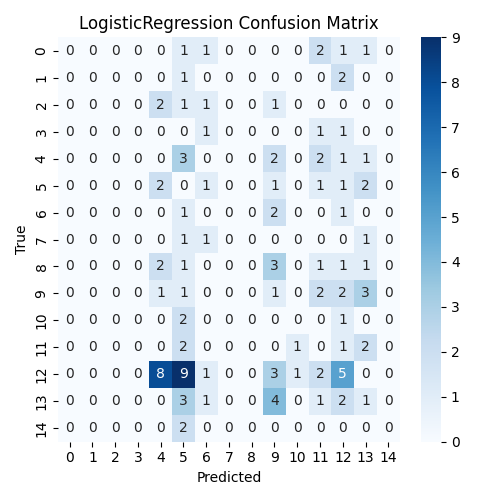 LogisticRegression Confusion Matrix
0 0 0 0 0 0 1 1 0 0 0 0 2 1 1 0
1 0 0 0 0 0 1 0 0 0 0 0 0 2 0 0
2 0 0 0 0 2 1 1 0 0 1 0 0 0 0 0
3 0 0 0 0 0 0 1 0 0 0 0 1 1 0 0
4 0 0 0 0 0 3 0 0 0 2 0 2 1 1 0
5 0 0 0 0 2 0 1 0 0 1 0 1 1 2 0
6 0 0 0 0 0 1 0 0 0 2 0 0 1 0 0
7 0 0 0 0 0 1 1 0 0 0 0 0 0 1 0
8 0 0 0 0 2 1 0 0 0 3 0 1 1 1 0
9 0 0 0 0 1 1 0 0 0 1 0 2 2 3 0
10 0 0 0 0 0 2 0 0 0 0 0 0 1 0 0
11 0 0 0 0 0 2 0 0 0 0 1 0 1 2 0
12 0 0 0 0 8 9 1 0 0 3 1 2 5 0 0
13 0 0 0 0 0 3 1 0 0 4 0 1 2 1 0
14 0 0 0 0 0 2 0 0 0 0 0 0 0 0 0
0 1 2 3 4 5 6 7 8 9 10 11 12 13 14
True
Predicted
9
8
7
6
5
4
3
2
1
0